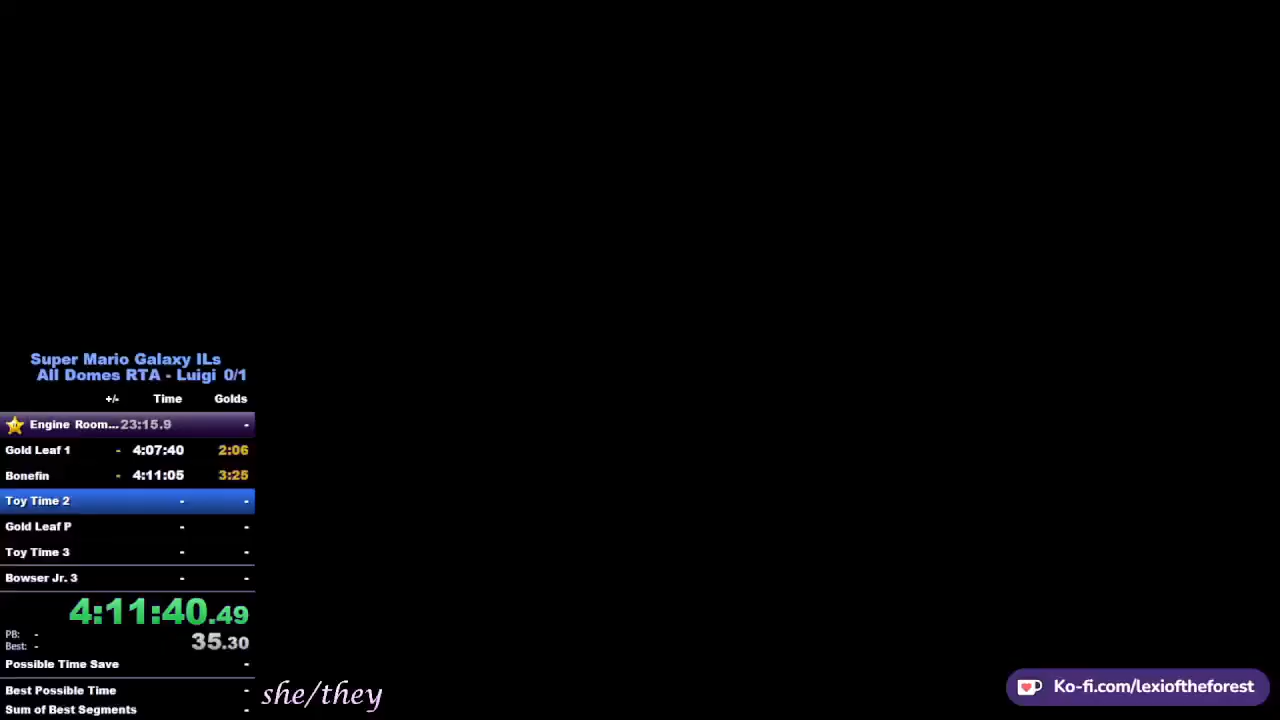 Super Mario Galaxy ILs
All Domes RTA - Luigi 0/1
+/- Time Golds
Engine Room... 23:15.9 -
Gold Leaf 1 - 4:07:40 2:06
Bonefin - 4:11:05 3:25
Toy Time 2 - -
Gold Leaf P - -
Toy Time 3 - -
Bowser Jr. 3 - -
4:11:40.49
PB: -
Best: -
35.30
Possible Time Save -
Best Possible Time -
Sum of Best Segments -
she/they
Ko-fi.com/lexioftheforest